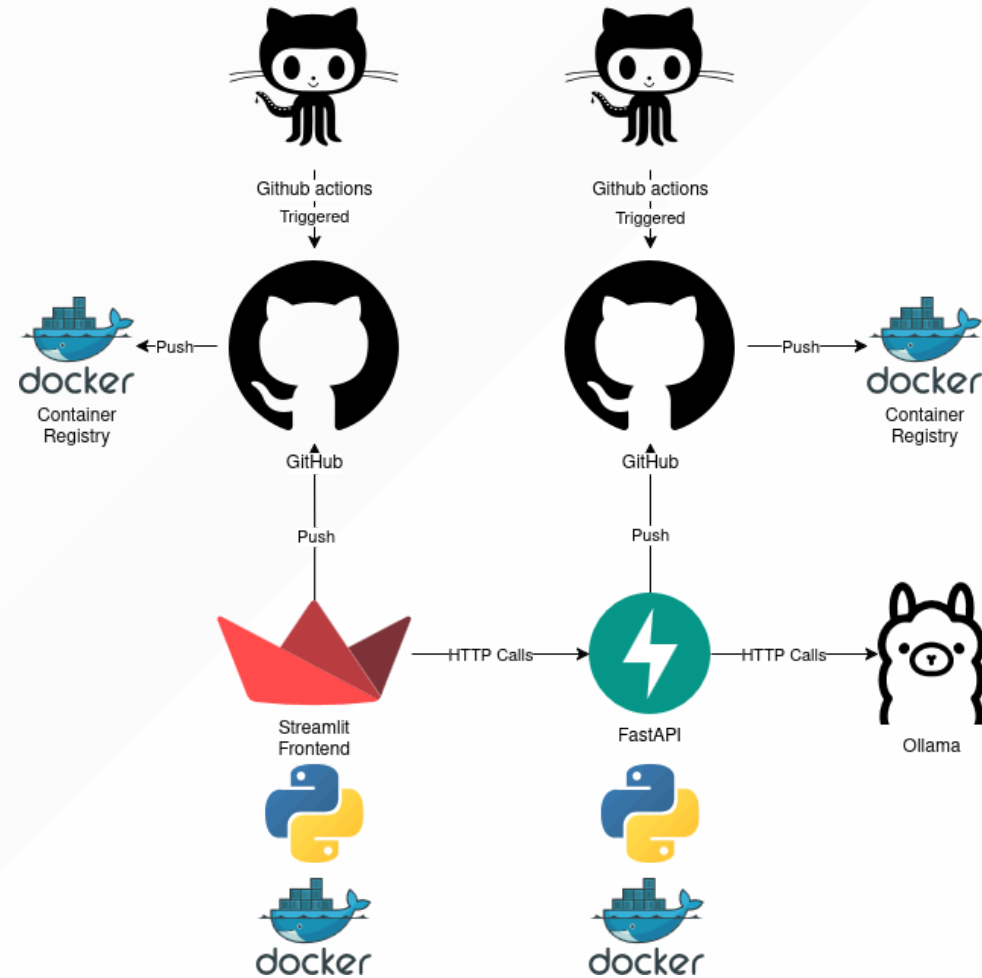 Github actions
Triggered
Github actions
Triggered
docker
Container
Registry
Push
Push
docker
Container
Registry
GitHub
GitHub
Push
Push
HTTP Calls
HTTP Calls
Streamlit
Frontend
FastAPI
Ollama
docker
docker